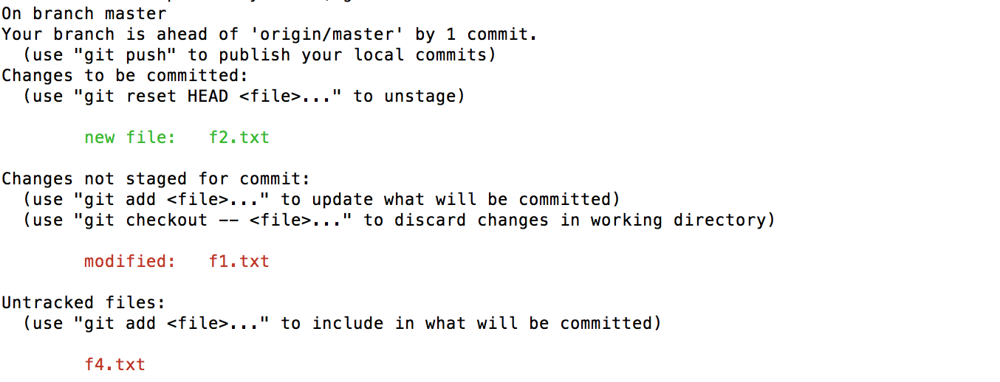 On branch master
Your branch is ahead of 'origin/master' by 1 commit.
  (use "git push" to publish your local commits)
Changes to be committed:
  (use "git reset HEAD <file>..." to unstage)

        new file:   f2.txt

Changes not staged for commit:
  (use "git add <file>..." to update what will be committed)
  (use "git checkout -- <file>..." to discard changes in working directory)

        modified:   f1.txt

Untracked files:
  (use "git add <file>..." to include in what will be committed)

        f4.txt